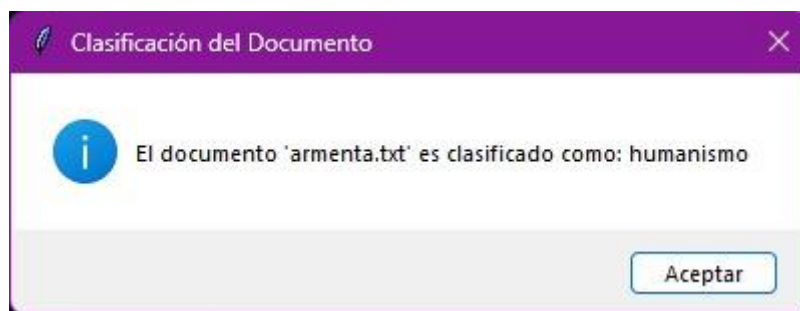 Clasificación del Documento
El documento 'armenta.txt' es clasificado como: humanismo
Aceptar